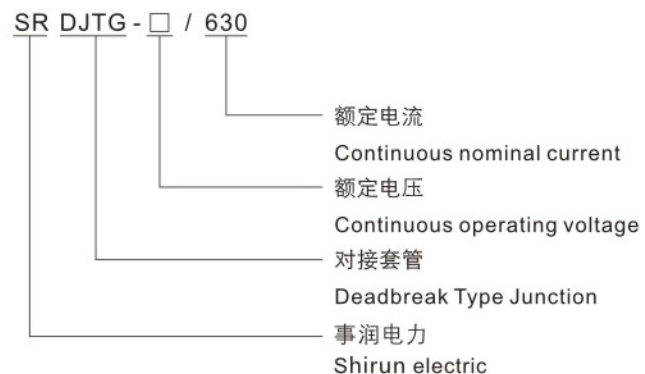 SR DJTG - □ / 630
额定电流
Continuous nominal current
额定电压
Continuous operating voltage
对接套管
Deadbreak Type Junction
事润电力
Shirun electric